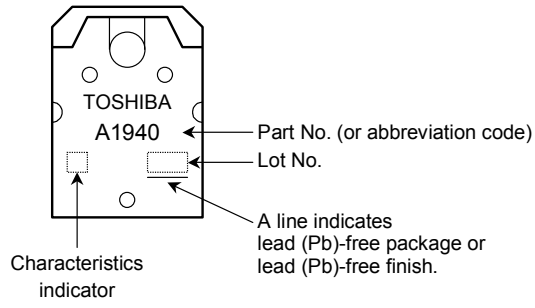 TOSHIBA
A1940
Part No. (or abbreviation code)
Lot No.
A line indicates
lead (Pb)-free package or
lead (Pb)-free finish.
Characteristics
indicator